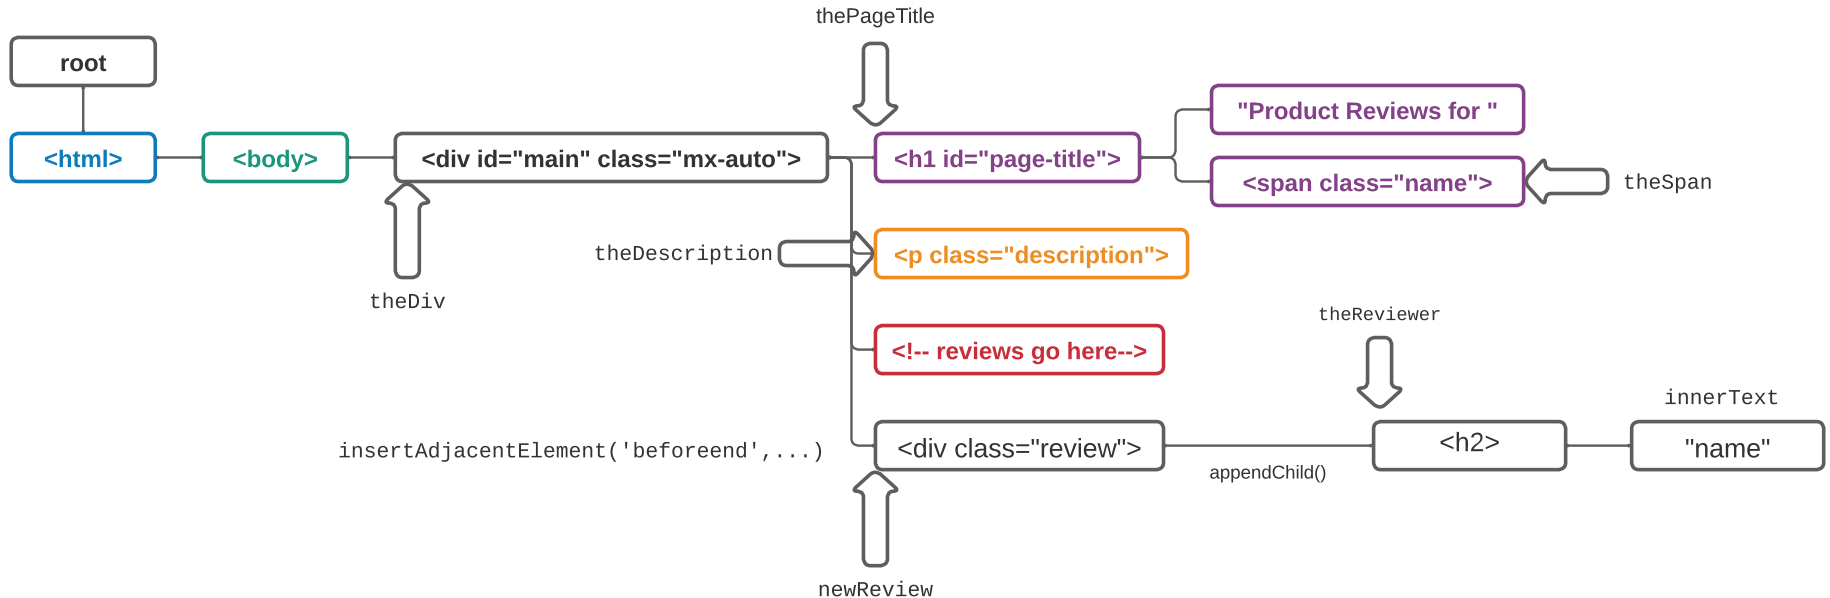 thePageTitle
root
"Product Reviews for "
<html>
<body>
<div id="main" class="mx-auto">
<h1 id="page-title">
<span class="name">
theSpan
theDescription
<p class="description">
theDiv
theReviewer
<!-- reviews go here-->
innerText
insertAdjacentElement('beforeend',...)
<div class="review">
appendChild()
<h2>
"name"
newReview